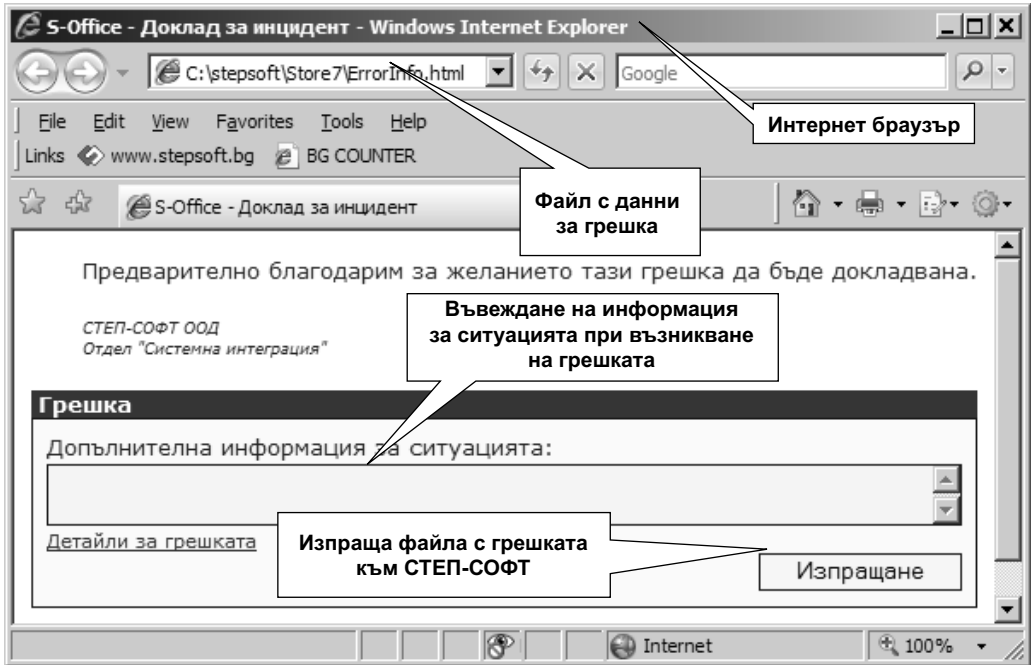 S-Office - Доклад за инцидент - Windows Internet Explorer
C:\stepsoft\Store7\ErrorInfo.html
Google
File Edit View Favorites Tools Help
Интернет браузър
Links www.stepsoft.bg BG COUNTER
S-Office - Доклад за инцидент
Файл с данни
за грешка
Предварително благодарим за желанието тази грешка да бъде докладвана.
СТЕП-СОФТ ООД
Отдел "Системна интеграция"
Въвеждане на информация
за ситуацията при възникване
на грешката
Грешка
Допълнителна информация за ситуацията:
Детайли за грешката
Изпраща файла с грешката
към СТЕП-СОФТ
Изпращане
Internet
100%